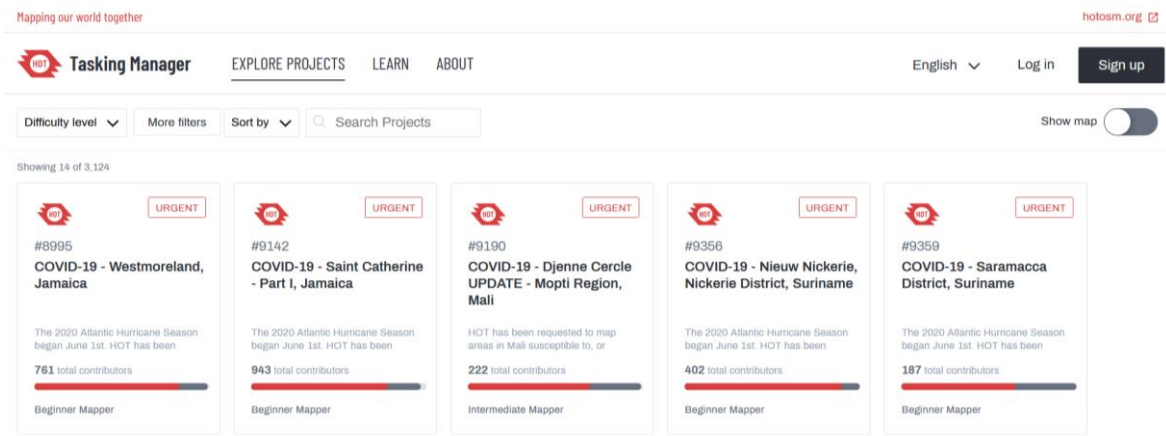 Mapping our world together
hotosm.org
HOT
Tasking Manager
EXPLORE PROJECTS
LEARN
ABOUT
English
Log in
Sign up
Difficulty level
More filters
Sort by
Search Projects
Show map
Showing 14 of 3,124
HOT
URGENT
#8995
COVID-19 - Westmoreland,
Jamaica
The 2020 Atlantic Hurricane Season
began June 1st. HOT has been
761 total contributors
Beginner Mapper
HOT
URGENT
#9142
COVID-19 - Saint Catherine
- Part I, Jamaica
The 2020 Atlantic Hurricane Season
began June 1st. HOT has been
943 total contributors
Beginner Mapper
HOT
URGENT
#9190
COVID-19 - Djenne Cercle
UPDATE - Mopti Region,
Mali
HOT has been requested to map
areas in Mali susceptible to, or
222 total contributors
Intermediate Mapper
HOT
URGENT
#9356
COVID-19 - Nieuw Nickerie,
Nickerie District, Suriname
The 2020 Atlantic Hurricane Season
began June 1st. HOT has been
402 total contributors
Beginner Mapper
HOT
URGENT
#9359
COVID-19 - Saramacca
District, Suriname
The 2020 Atlantic Hurricane Season
began June 1st. HOT has been
187 total contributors
Beginner Mapper